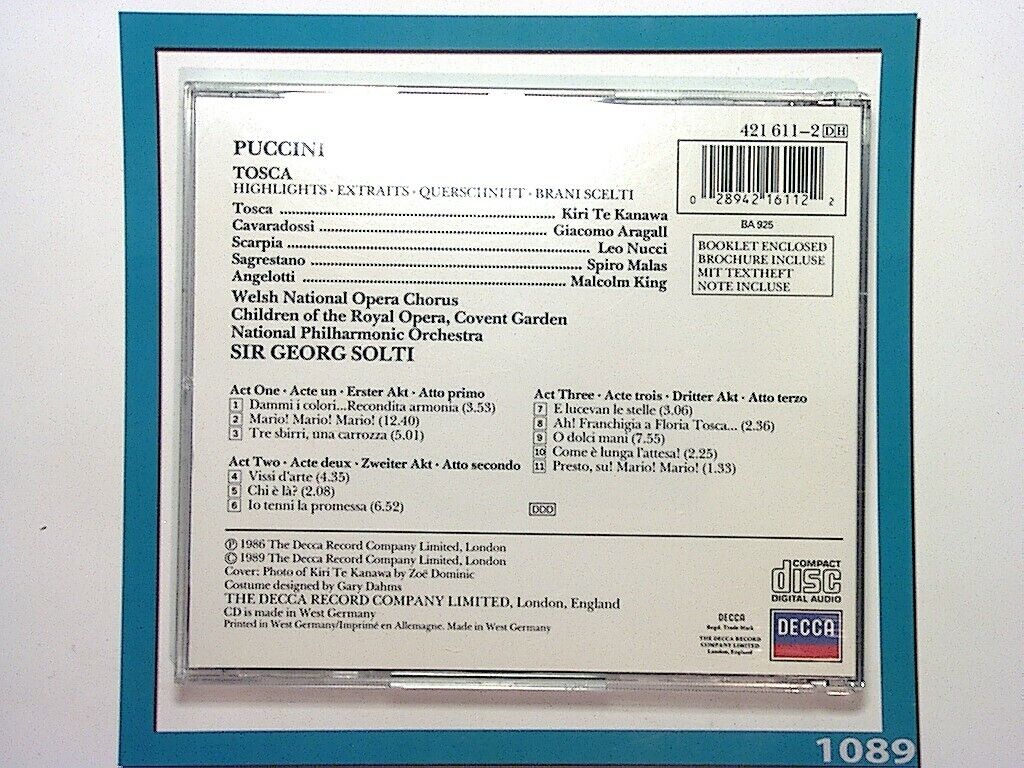 421 611-2 DH
PUCCINI
TOSCA
HIGHLIGHTS · EXTRAITS · QUERSCHNITT · BRANI SCELTI
Tosca ........ Kiri Te Kanawa
Cavaradossi ........ Giacomo Aragall
Scarpia ........ Leo Nucci
Sagrestano ........ Spiro Malas
Angelotti ........ Malcolm King
Welsh National Opera Chorus
Children of the Royal Opera, Covent Garden
National Philharmonic Orchestra
SIR GEORG SOLTI
0 28942 16112 2
BA 925
BOOKLET ENCLOSED
BROCHURE INCLUSE
MIT TEXTHEFT
NOTE INCLUSE
Act One · Acte un · Erster Akt · Atto primo
1 Dammi i colori...Recondita armonia (3.53)
2 Mario! Mario! Mario! (12.40)
3 Tre sbirri, una carrozza (5.01)
Act Two · Acte deux · Zweiter Akt · Atto secondo
4 Vissi d'arte (4.35)
5 Chi è là? (2.08)
6 Io tenni la promessa (6.52)
Act Three · Acte trois · Dritter Akt · Atto terzo
7 E lucevan le stelle (3.06)
8 Ah! Franchigia a Floria Tosca... (2.36)
9 O dolci mani (7.55)
10 Come è lunga l'attesa! (2.25)
11 Presto, su! Mario! Mario! (1.33)
DDD
Ⓟ 1986 The Decca Record Company Limited, London
© 1989 The Decca Record Company Limited, London
Cover: Photo of Kiri Te Kanawa by Zoë Dominic
Costume designed by Gary Dahms
THE DECCA RECORD COMPANY LIMITED, London, England
CD is made in West Germany
Printed in West Germany/Imprimé en Allemagne. Made in West Germany
COMPACT
disc
DIGITAL AUDIO
DECCA
Regd. Trade Mark
THE DECCA RECORD
COMPANY LIMITED
London, England
DECCA
1089